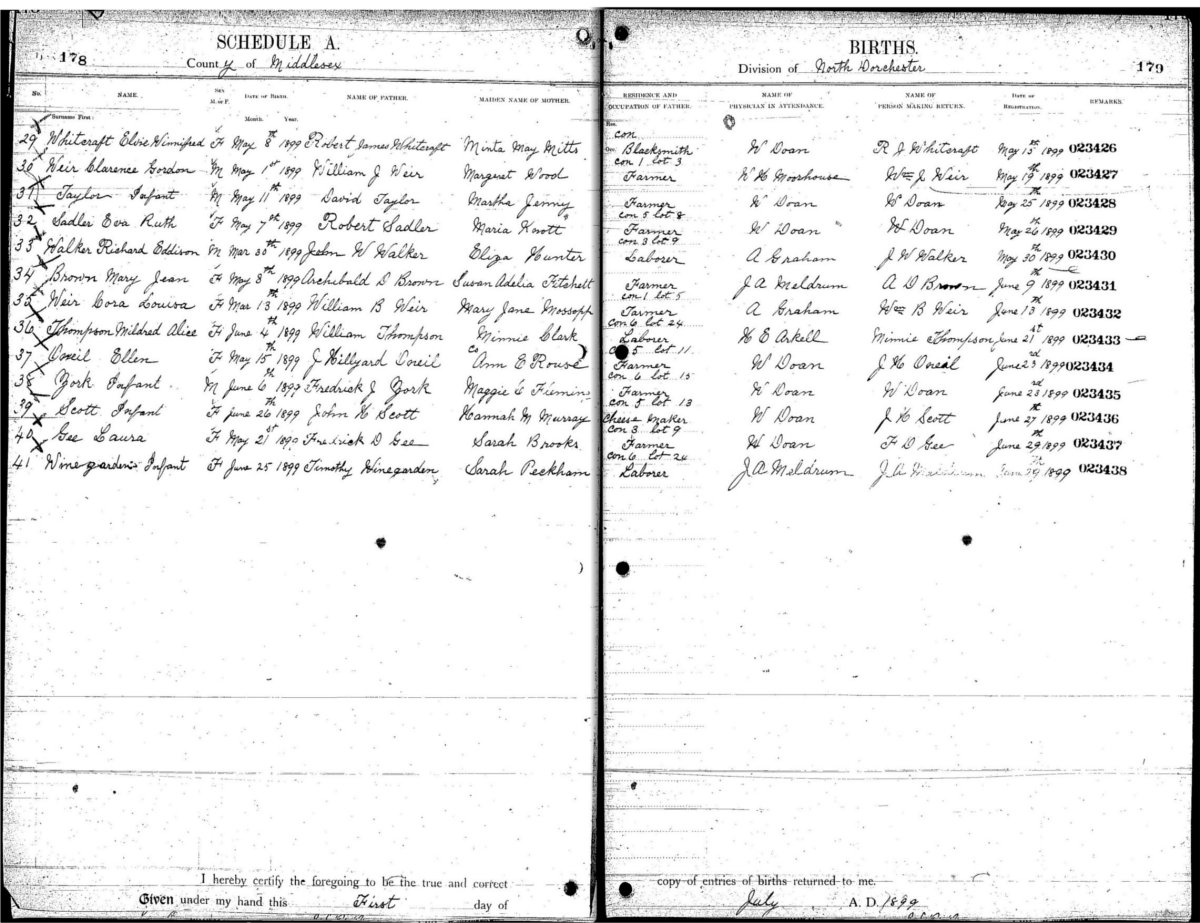 178
SCHEDULE A.
County of Middlesex
No. NAME. SEX M. or F. DATE OF BIRTH. NAME OF FATHER. MAIDEN NAME OF MOTHER.
Surname First Month. Year.
29 Whitcraft Elsie Winnifred F May 8th 1899 Robert James Whitcraft Minta May Mitts
30 Weir Clarence Gordon M May 1st 1899 William J Weir Margaret Wood
31 Taylor Infant M May 11th 1899 David Taylor Martha Jenny
32 Sadler Eva Ruth F May 7th 1899 Robert Sadler Maria Knott
33 Walker Richard Eddison M Mar 30th 1899 John W Walker Eliza Hunter
34 Brown Mary Jean F May 8th 1899 Archibald D Brown Susan Adelia Fitchett
35 Weir Cora Louisa F Mar 13th 1899 William B Weir Mary Jane Mossopp
36 Thompson Mildred Alice F June 4th 1899 William Thompson Minnie Clark
37 Oneil Ellen F May 15th 1899 J Hillyard Oneil Ann E Rouse
38 York Infant M June 6th 1899 Fredrick J York Maggie E Fleming
39 Scott Infant F June 26th 1899 John H Scott Hannah M Murray
40 Gee Laura F May 21st 1899 Fredrick D Gee Sarah Brooks
41 Winegarden Infant F June 25 1899 Timothy Winegarden Sarah Peckham
I hereby certify the foregoing to be the true and correct
Given under my hand this First day of
BIRTHS.
Division of North Dorchester 179
RESIDENCE AND OCCUPATION OF FATHER. NAME OF PHYSICIAN IN ATTENDANCE. NAME OF PERSON MAKING RETURN. DATE OF REGISTRATION. REMARKS.
Res.
con
Occ. Blacksmith W Doan R J Whitcraft May 15th 1899 023426
con 1 lot 3
Farmer W H Moorhouse Wm J Weir May 19th 1899 023427
Farmer W Doan W Doan May 25th 1899 023428
con 5 lot 8
Farmer W Doan W Doan May 26th 1899 023429
con 3 lot 9
Laborer A Graham J W Walker May 30th 1899 023430
Farmer J A Meldrum A D Brown June 9th 1899 023431
con 1 lot 5
Farmer A Graham Wm B Weir June 13th 1899 023432
con 6 lot 24
Laborer H E Arkell Minnie Thompson June 21st 1899 023433
con 5 lot 11
Farmer W Doan J H Oneil June 23rd 1899 023434
con 6 lot 15
Farmer W Doan W Doan June 23rd 1899 023435
con 5 lot 13
Cheese Maker W Doan J H Scott June 27th 1899 023436
con 3 lot 9
Farmer W Doan F D Gee June 29th 1899 023437
con 6 lot 24
Laborer J A Meldrum J A Meldrum June 29th 1899 023438
copy of entries of births returned to me.
July A. D. 1899